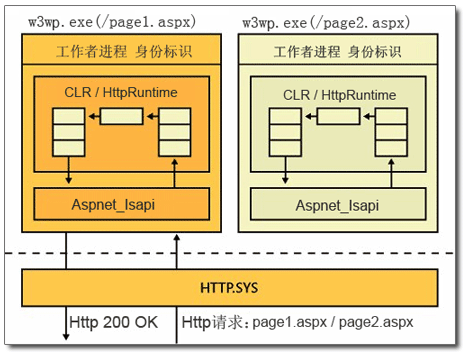 w3wp.exe(/page1.aspx)
w3wp.exe(/page2.aspx)
工作者进程 身份标识
工作者进程 身份标识
CLR / HttpRuntime
CLR / HttpRuntime
Aspnet_Isapi
Aspnet_Isapi
HTTP.SYS
Http 200 OK
Http请求: page1.aspx / page2.aspx